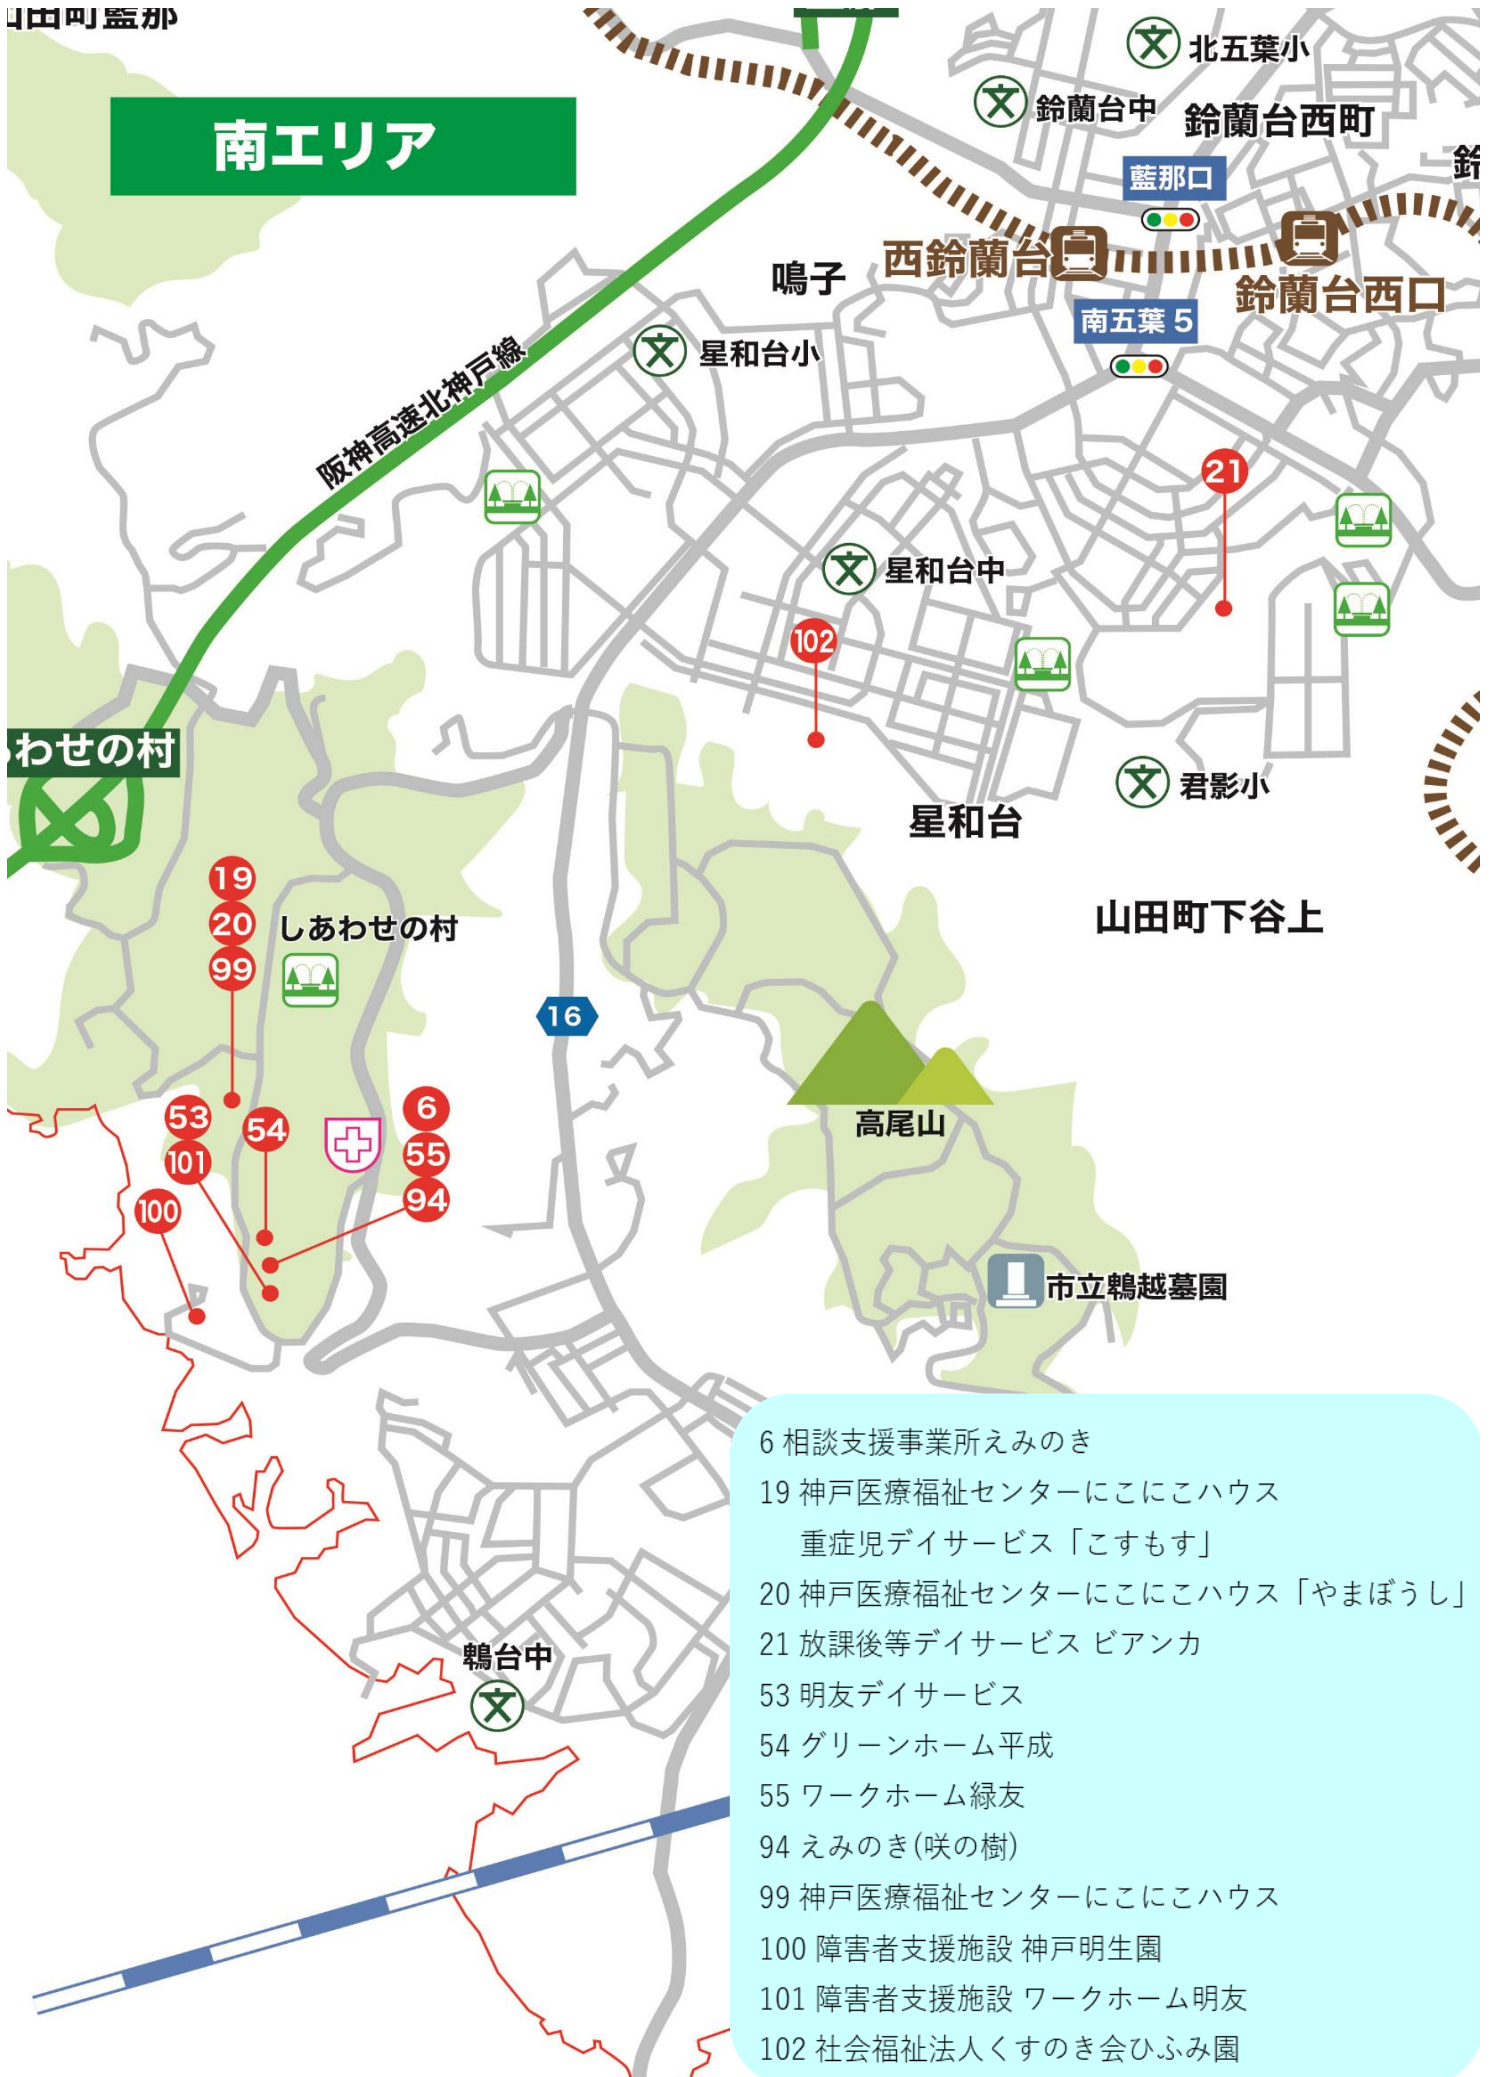 山田町藍那
南エリア
北五葉小
鈴蘭台中
鈴蘭台西町
藍那口
西鈴蘭台
鈴蘭台西口
鳴子
南五葉 5
星和台小
阪神高速北神戸線
21
星和台中
102
わせの村
君影小
星和台
19
20
99
しあわせの村
山田町下谷上
16
53
101
54
6
55
94
100
高尾山
市立鵯越墓園
鵯台中
6 相談支援事業所えみのき
19 神戸医療福祉センターにこにこハウス
重症児デイサービス「こすもす」
20 神戸医療福祉センターにこにこハウス「やまぼうし」
21 放課後等デイサービス ビアンカ
53 明友デイサービス
54 グリーンホーム平成
55 ワークホーム緑友
94 えみのき(咲の樹)
99 神戸医療福祉センターにこにこハウス
100 障害者支援施設 神戸明生園
101 障害者支援施設 ワークホーム明友
102 社会福祉法人くすのき会ひふみ園